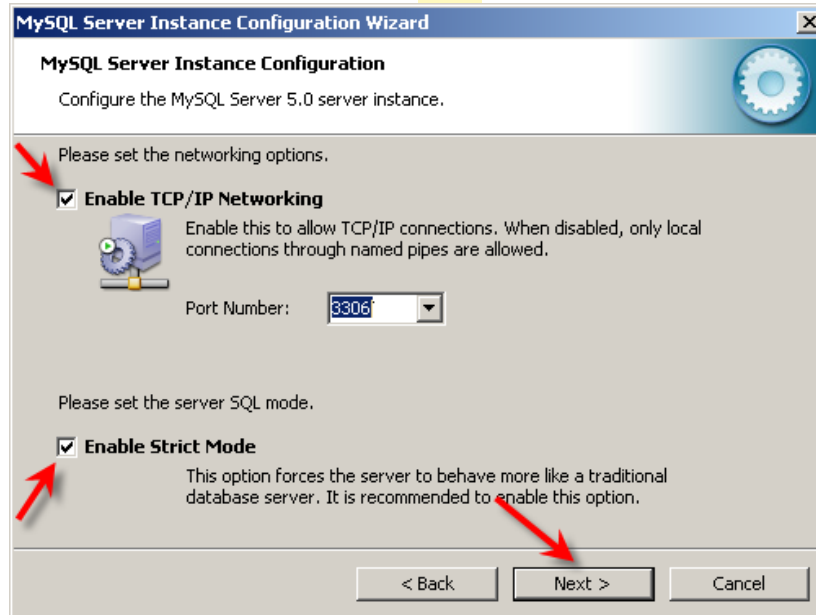 MySQL Server Instance Configuration Wizard
MySQL Server Instance Configuration
Configure the MySQL Server 5.0 server instance.
Please set the networking options.
Enable TCP/IP Networking
Enable this to allow TCP/IP connections. When disabled, only local
connections through named pipes are allowed.
Port Number: 3306
Please set the server SQL mode.
Enable Strict Mode
This option forces the server to behave more like a traditional
database server. It is recommended to enable this option.
< Back Next > Cancel